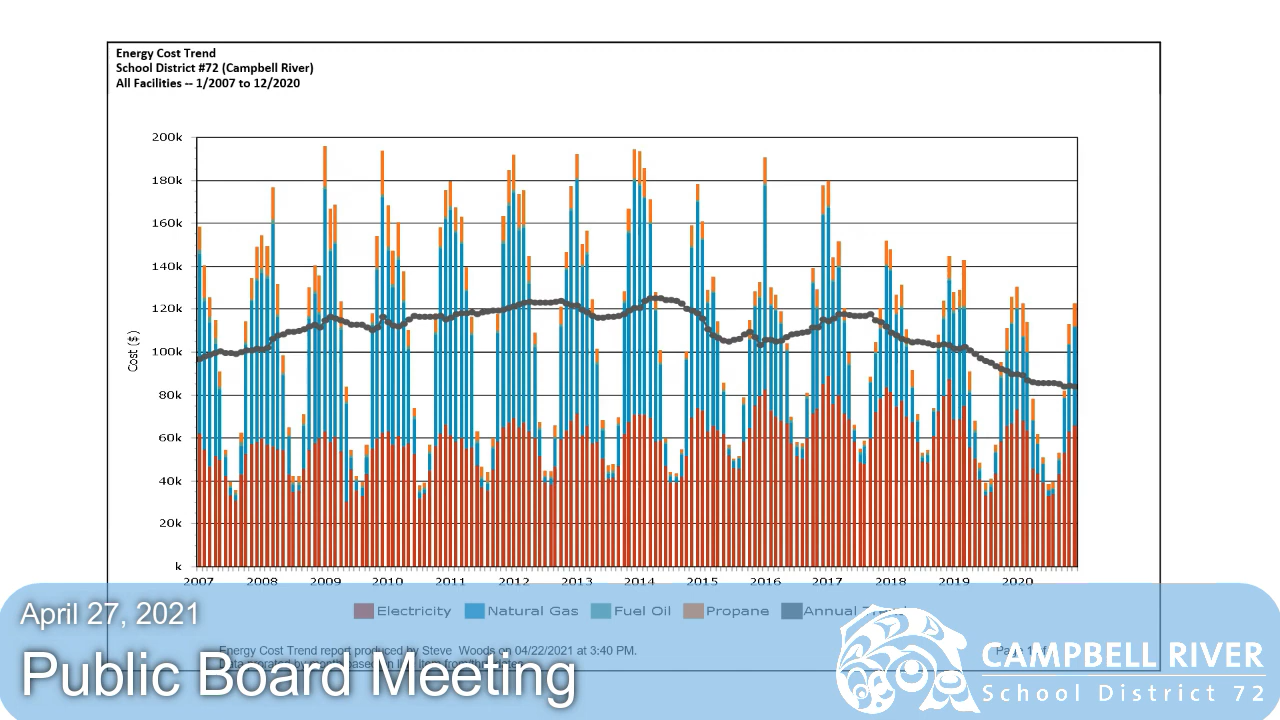 Energy Cost Trend
School District #72 (Campbell River)
All Facilities -- 1/2007 to 12/2020
200k
180k
160k
140k
120k
100k
80k
60k
40k
20k
k
Cost ($)
2007 2008 2009 2010 2011 2012 2013 2014 2015 2016 2017 2018 2019 2020
Electricity Natural Gas Fuel Oil Propane Annual Trend
Energy Cost Trend report produced by Steve Woods on 04/22/2021 at 3:40 PM.
Page 1
April 27, 2021
Public Board Meeting
CAMPBELL RIVER
School District 72